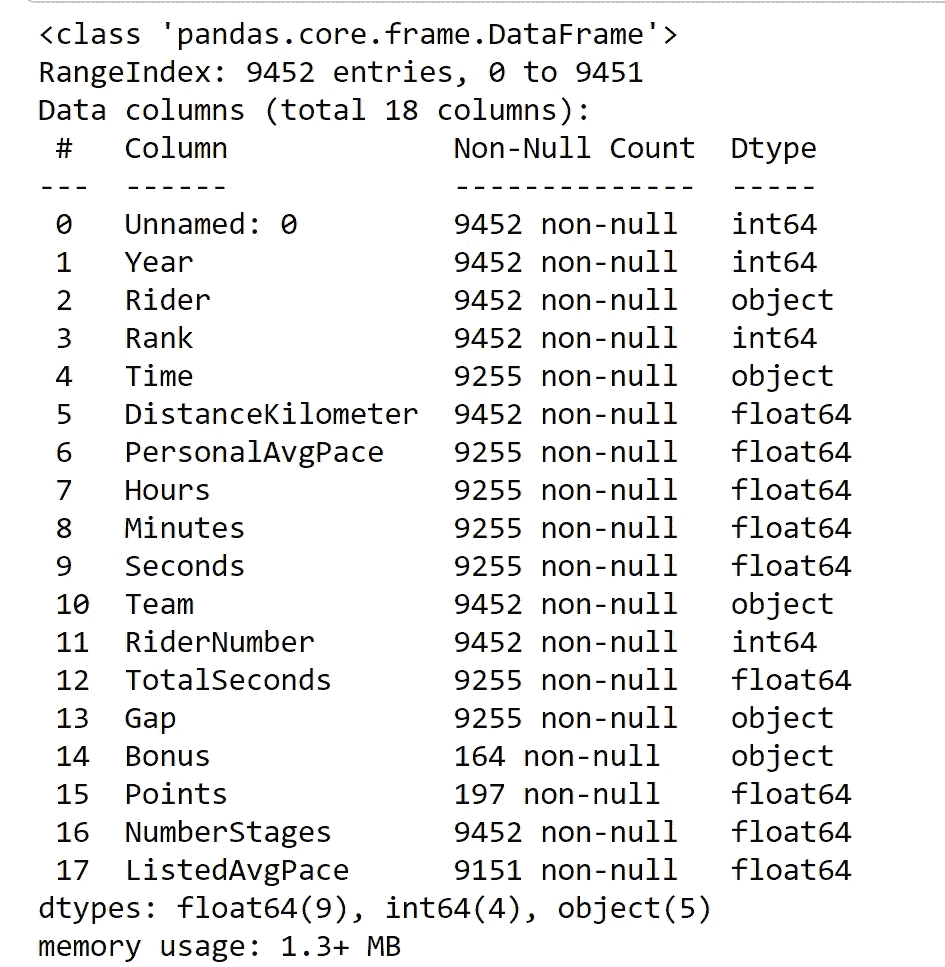 <class 'pandas.core.frame.DataFrame'>
RangeIndex: 9452 entries, 0 to 9451
Data columns (total 18 columns):
 #   Column             Non-Null Count  Dtype
---  ------             --------------  -----
 0   Unnamed: 0         9452 non-null   int64
 1   Year               9452 non-null   int64
 2   Rider              9452 non-null   object
 3   Rank               9452 non-null   int64
 4   Time               9255 non-null   object
 5   DistanceKilometer  9452 non-null   float64
 6   PersonalAvgPace    9255 non-null   float64
 7   Hours              9255 non-null   float64
 8   Minutes            9255 non-null   float64
 9   Seconds            9255 non-null   float64
 10  Team               9452 non-null   object
 11  RiderNumber        9452 non-null   int64
 12  TotalSeconds       9255 non-null   float64
 13  Gap                9255 non-null   object
 14  Bonus              164 non-null    object
 15  Points             197 non-null    float64
 16  NumberStages       9452 non-null   float64
 17  ListedAvgPace      9151 non-null   float64
dtypes: float64(9), int64(4), object(5)
memory usage: 1.3+ MB